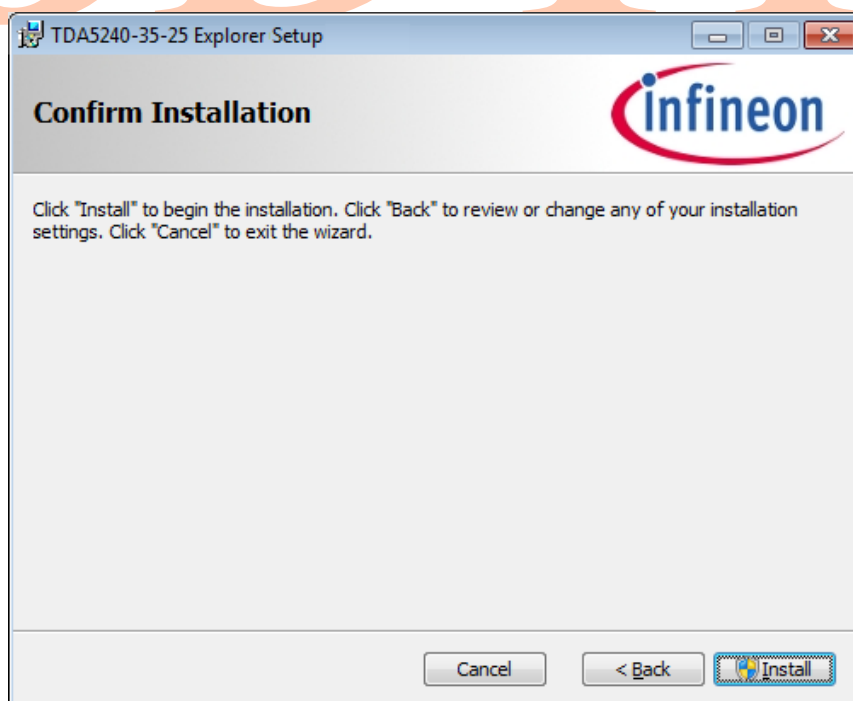 TDA5240-35-25 Explorer Setup
Confirm Installation
infineon
Click "Install" to begin the installation. Click "Back" to review or change any of your installation
settings. Click "Cancel" to exit the wizard.
Cancel
< Back
Install